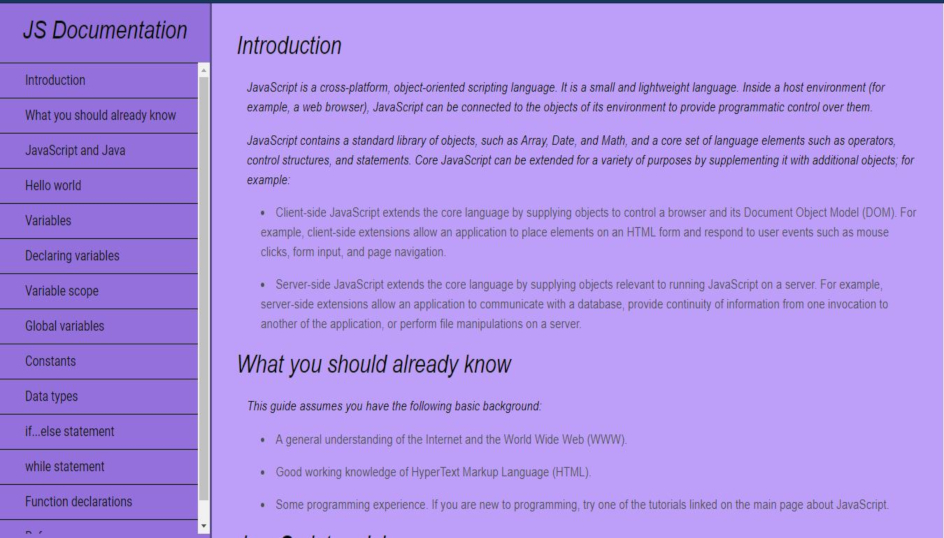 JS Documentation
Introduction
What you should already know
JavaScript and Java
Hello world
Variables
Declaring variables
Variable scope
Global variables
Constants
Data types
if...else statement
while statement
Function declarations
Introduction
JavaScript is a cross-platform, object-oriented scripting language. It is a small and lightweight language. Inside a host environment (for
example, a web browser), JavaScript can be connected to the objects of its environment to provide programmatic control over them.
JavaScript contains a standard library of objects, such as Array, Date, and Math, and a core set of language elements such as operators,
control structures, and statements. Core JavaScript can be extended for a variety of purposes by supplementing it with additional objects; for
example:
• Client-side JavaScript extends the core language by supplying objects to control a browser and its Document Object Model (DOM). For
example, client-side extensions allow an application to place elements on an HTML form and respond to user events such as mouse
clicks, form input, and page navigation.
• Server-side JavaScript extends the core language by supplying objects relevant to running JavaScript on a server. For example,
server-side extensions allow an application to communicate with a database, provide continuity of information from one invocation to
another of the application, or perform file manipulations on a server.
What you should already know
This guide assumes you have the following basic background:
• A general understanding of the Internet and the World Wide Web (WWW).
• Good working knowledge of HyperText Markup Language (HTML).
• Some programming experience. If you are new to programming, try one of the tutorials linked on the main page about JavaScript.